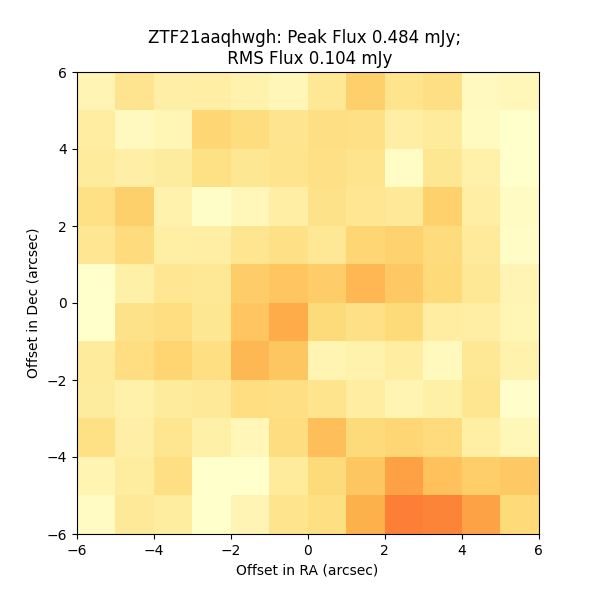 ZTF21aaqhwgh: Peak Flux 0.484 mJy;
RMS Flux 0.104 mJy
6
4
2
0
−2
−4
−6
Offset in Dec (arcsec)
−6 −4 −2 0 2 4 6
Offset in RA (arcsec)